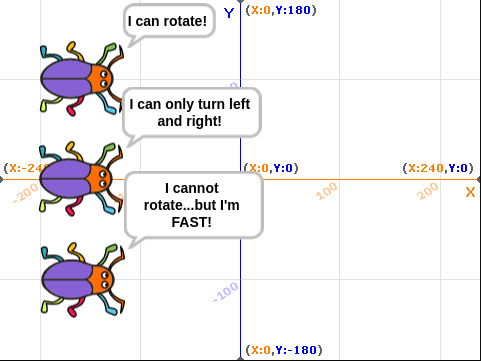 I can rotate!
Y
(X:0,Y:180)
I can only turn left
and right!
(X:-240
(X:0,Y:0)
(X:240,Y:0)
-200
100
200
X
I cannot
rotate...but I'm
FAST!
-100
(X:0,Y:-180)